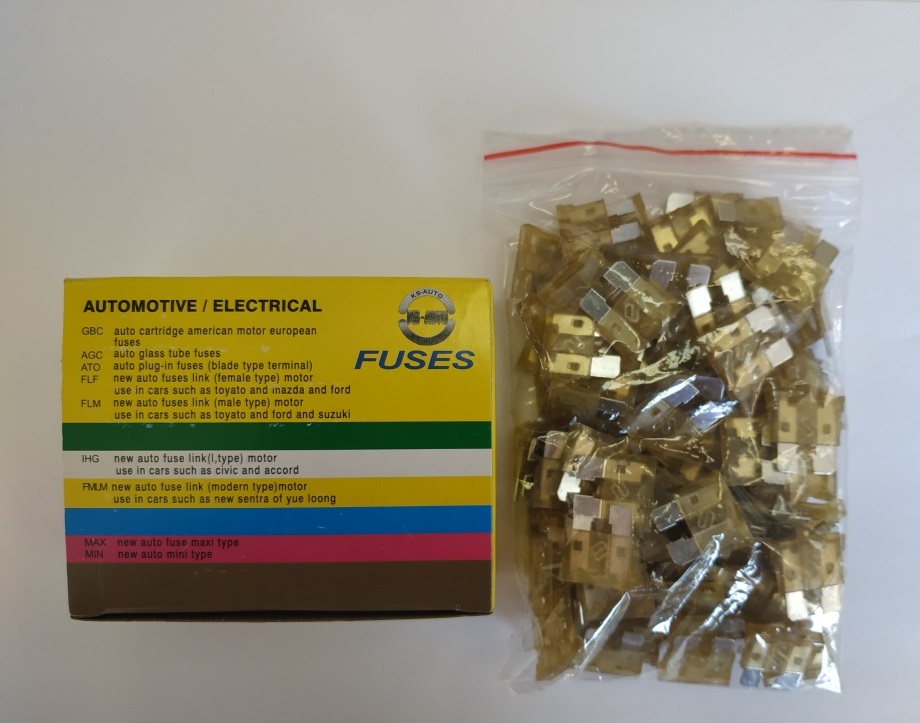 AUTOMOTIVE / ELECTRICAL
KS-AUTO
KS-AUTO
FUSES
GBC auto cartridge american motor european
fuses
AGC auto glass tube fuses
ATO auto plug-in fuses (blade type terminal)
FLF new auto fuses link (female type) motor
use in cars such as toyato and mazda and ford
FLM new auto fuses link (male type) motor
use in cars such as toyato and ford and suzuki
IHG new auto fuse link(l,type) motor
use in cars such as civic and accord
FMLM new auto fuse link (modern type)motor
use in cars such as new sentra of yue loong
MAX new auto fuse maxi type
MIN new auto mini type